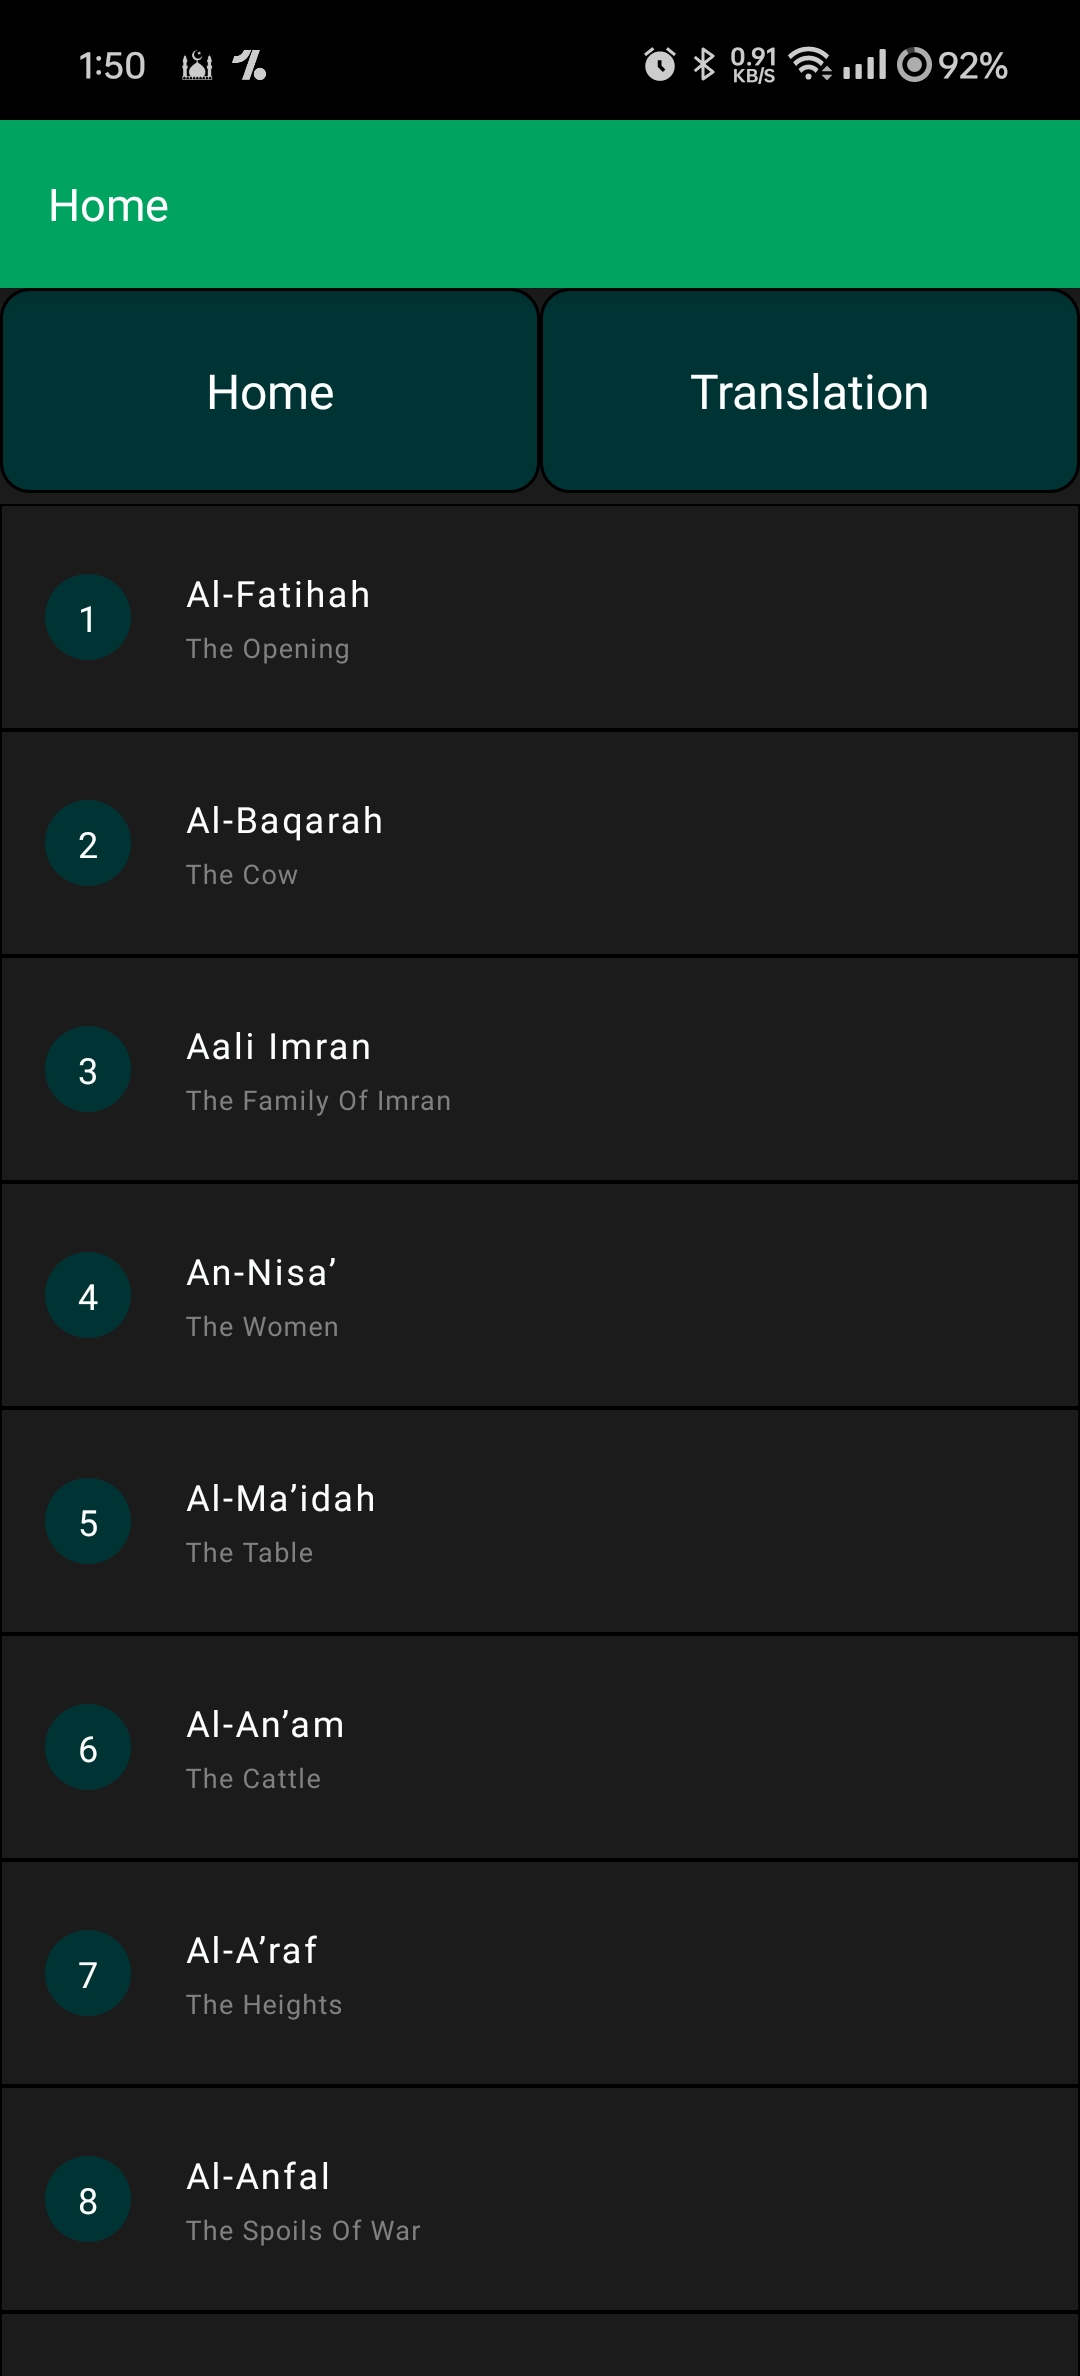 1:50 0.91 KB/S 92%
Home
Home Translation
1 Al-Fatihah
The Opening
2 Al-Baqarah
The Cow
3 Aali Imran
The Family Of Imran
4 An-Nisa’
The Women
5 Al-Ma’idah
The Table
6 Al-An’am
The Cattle
7 Al-A’raf
The Heights
8 Al-Anfal
The Spoils Of War